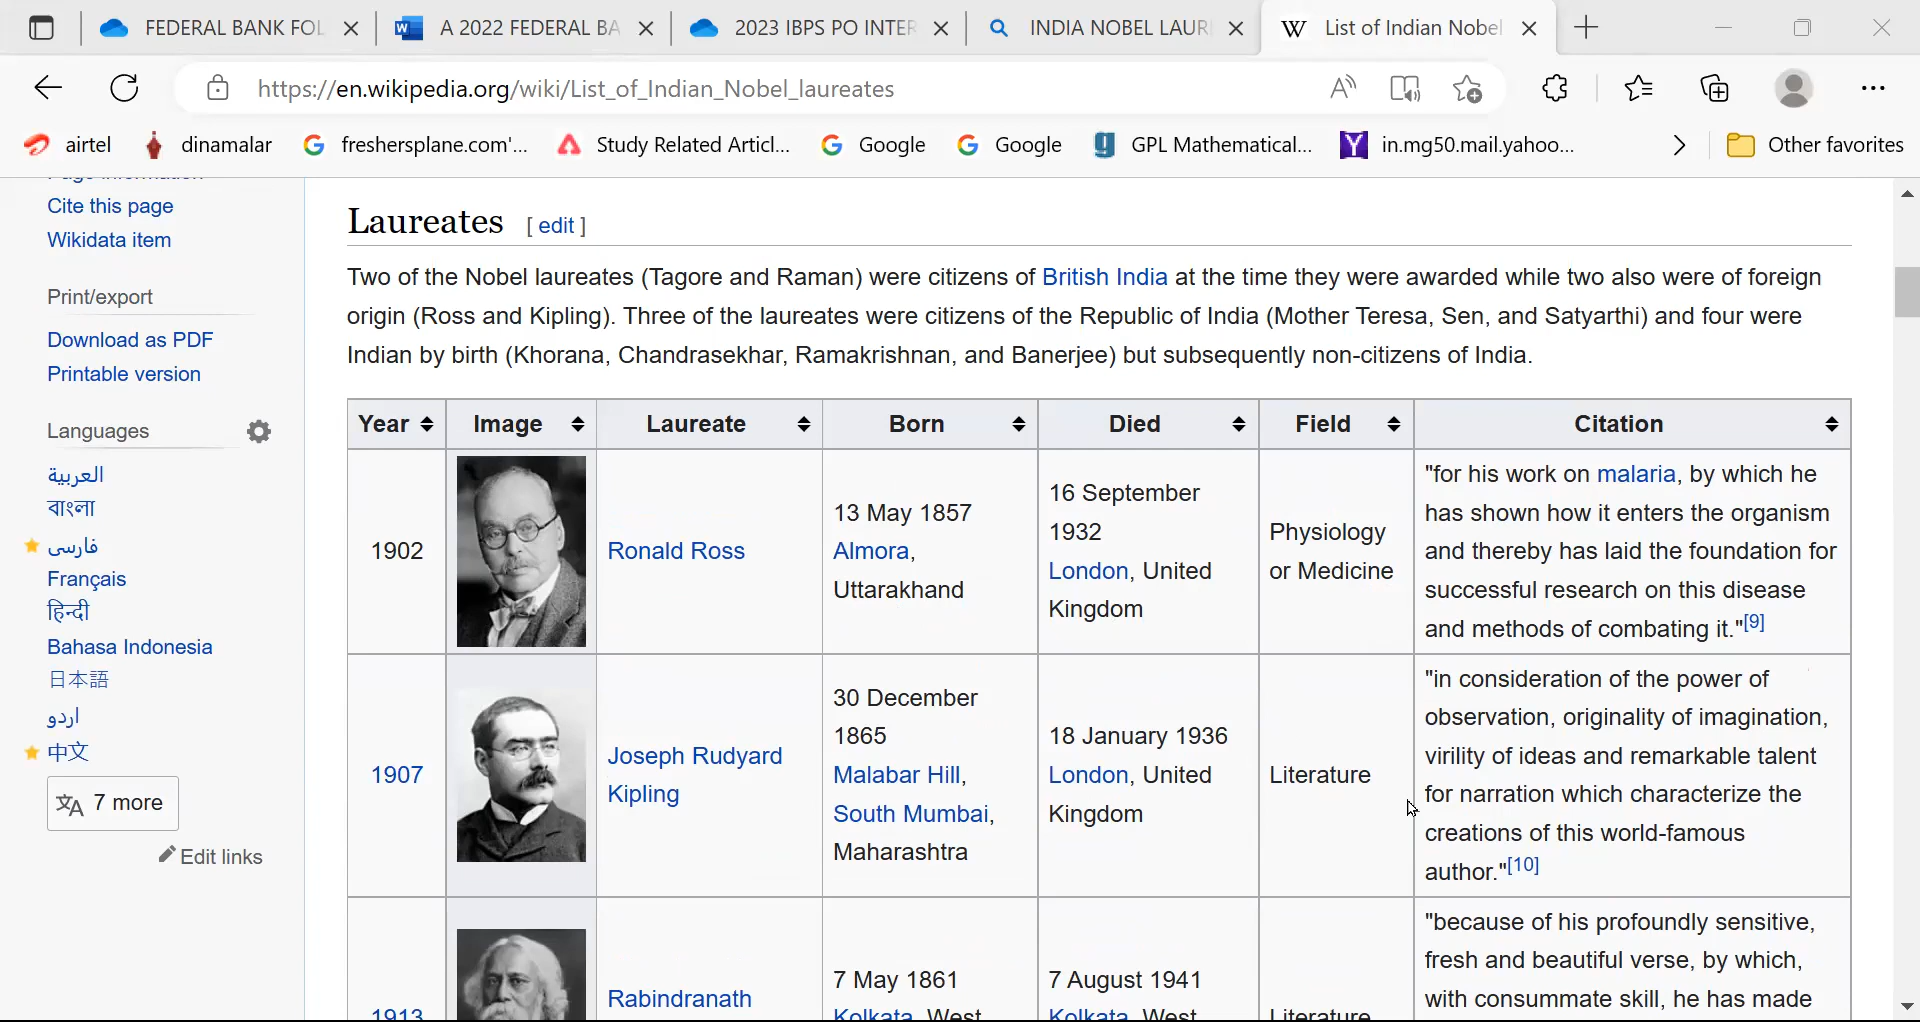 FEDERAL BANK FOL
A 2022 FEDERAL BA
2023 IBPS PO INTER
INDIA NOBEL LAUR
W List of Indian Nobel
https://en.wikipedia.org/wiki/List_of_Indian_Nobel_laureates
airtel dinamalar freshersplane.com'... Study Related Articl... Google Google GPL Mathematical... in.mg50.mail.yahoo... Other favorites
Cite this page
Wikidata item
Print/export
Download as PDF
Printable version
Languages
العربية
বাংলা
فارسی
Français
हिन्दी
Bahasa Indonesia
日本語
اردو
中文
7 more
Edit links
Laureates [ edit ]
Two of the Nobel laureates (Tagore and Raman) were citizens of British India at the time they were awarded while two also were of foreign
origin (Ross and Kipling). Three of the laureates were citizens of the Republic of India (Mother Teresa, Sen, and Satyarthi) and four were
Indian by birth (Khorana, Chandrasekhar, Ramakrishnan, and Banerjee) but subsequently non-citizens of India.
Year Image Laureate Born Died Field Citation
1902
Ronald Ross
13 May 1857
Almora,
Uttarakhand
16 September
1932
London, United
Kingdom
Physiology
or Medicine
"for his work on malaria, by which he
has shown how it enters the organism
and thereby has laid the foundation for
successful research on this disease
and methods of combating it."[9]
1907
Joseph Rudyard
Kipling
30 December
1865
Malabar Hill,
South Mumbai,
Maharashtra
18 January 1936
London, United
Kingdom
Literature
"in consideration of the power of
observation, originality of imagination,
virility of ideas and remarkable talent
for narration which characterize the
creations of this world-famous
author."[10]
1913
Rabindranath
7 May 1861
Kolkata, West
7 August 1941
Kolkata, West
Literature
"because of his profoundly sensitive,
fresh and beautiful verse, by which,
with consummate skill, he has made